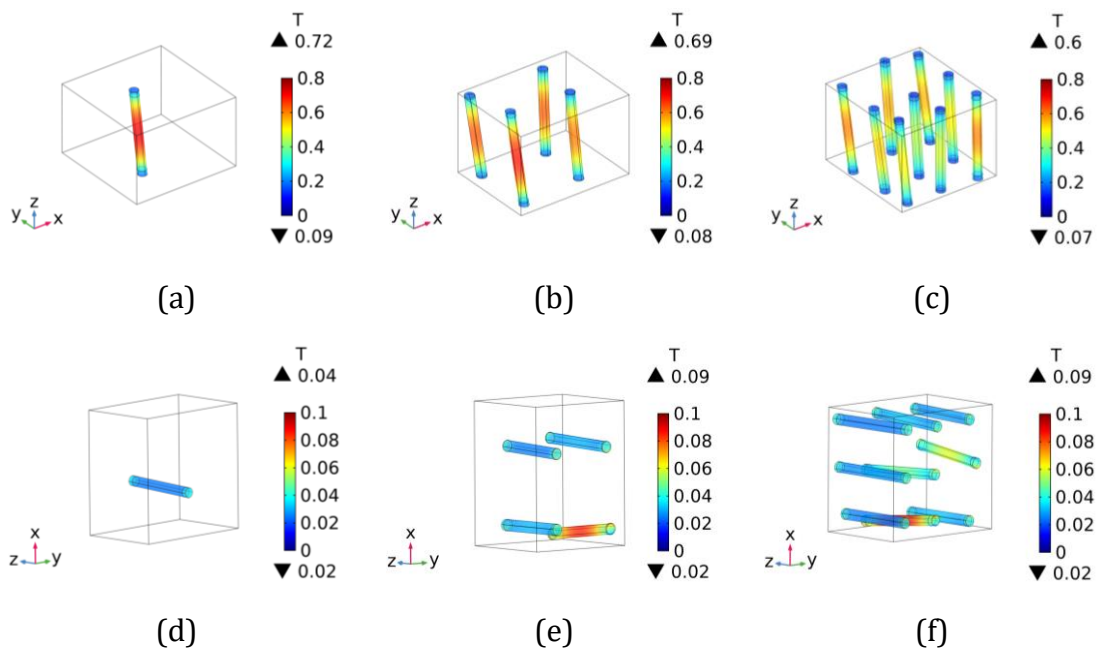 T
▲ 0.72
0.8
0.6
0.4
0.2
0
▼ 0.09
z
y x
(a)
T
▲ 0.69
0.8
0.6
0.4
0.2
0
▼ 0.08
z
y x
(b)
T
▲ 0.6
0.8
0.6
0.4
0.2
0
▼ 0.07
z
y x
(c)
T
▲ 0.04
0.1
0.08
0.06
0.04
0.02
0
▼ 0.02
x
z y
(d)
T
▲ 0.09
0.1
0.08
0.06
0.04
0.02
0
▼ 0.02
x
z y
(e)
T
▲ 0.09
0.1
0.08
0.06
0.04
0.02
0
▼ 0.02
x
z y
(f)